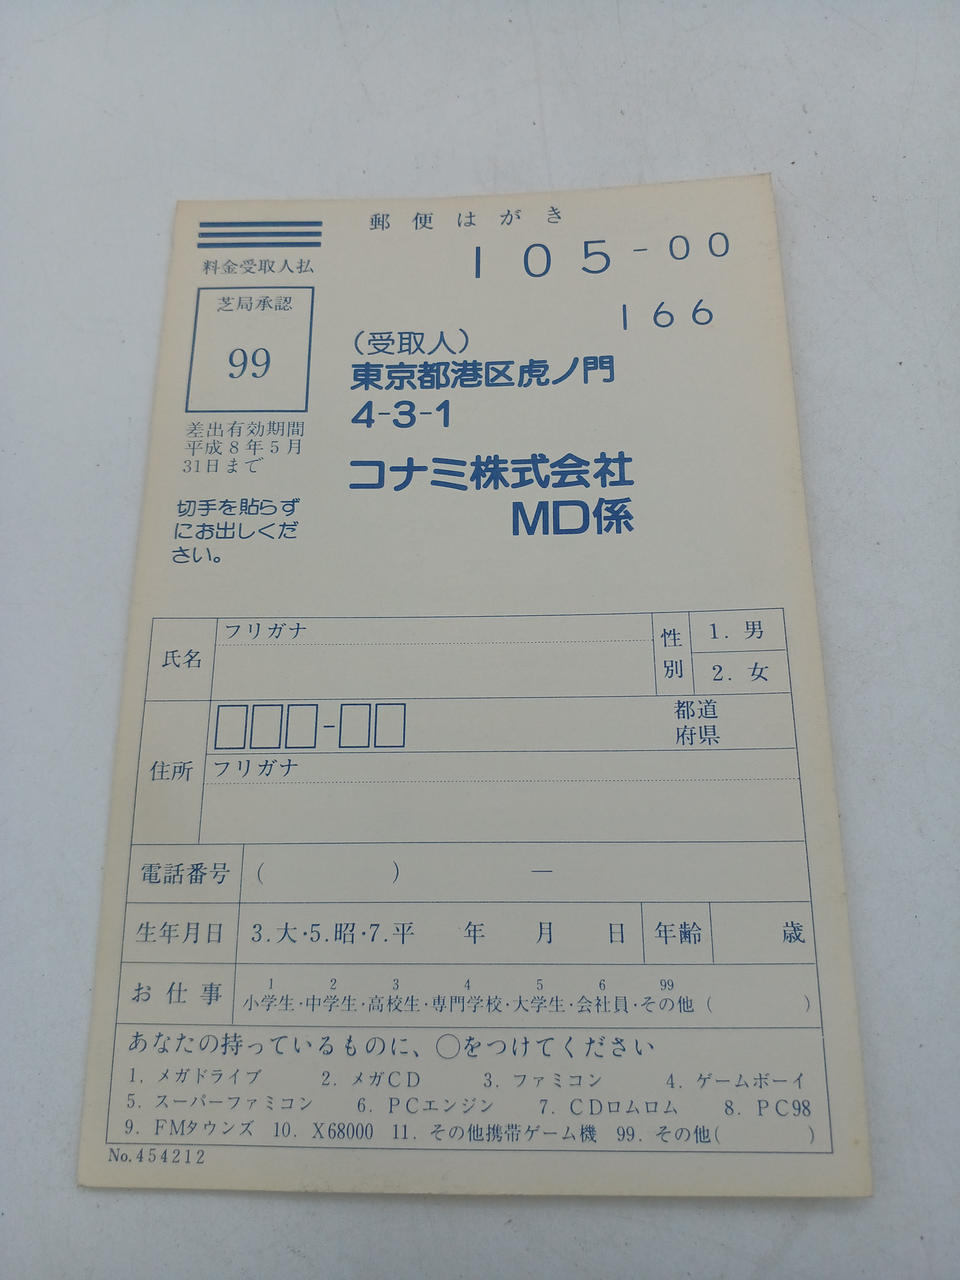 郵便はがき
料金受取人払
芝局承認
99
差出有効期間
平成8年5月
31日まで
切手を貼らず
にお出しくだ
さい。
105-00
166
(受取人)
東京都港区虎ノ門
4-3-1
コナミ株式会社
MD係
氏名
フリガナ
性別
1. 男
2. 女
住所
□□□-□□
都道
府県
フリガナ
電話番号 ( ) ー
生年月日 3.大・5.昭・7.平 年 月 日 年齢 歳
お仕事
1 2 3 4 5 6 99
小学生・中学生・高校生・専門学校・大学生・会社員・その他 ( )
あなたの持っているものに、○をつけてください
1. メガドライブ 2. メガCD 3. ファミコン 4. ゲームボーイ
5. スーパーファミコン 6. PCエンジン 7. CDロムロム 8. PC98
9. FMタウンズ 10. X68000 11. その他携帯ゲーム機 99. その他( )
No.454212